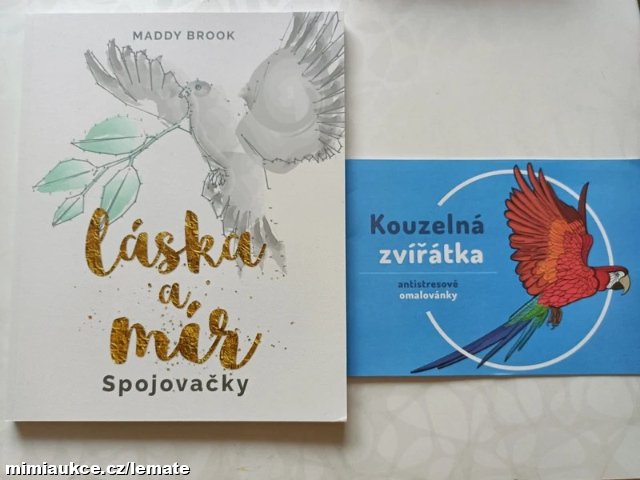 MADDY BROOK
láska
a
mír
Spojovačky
Kouzelná
zvířátka
antistresové
omalovánky
mimiaukce.cz/lemate